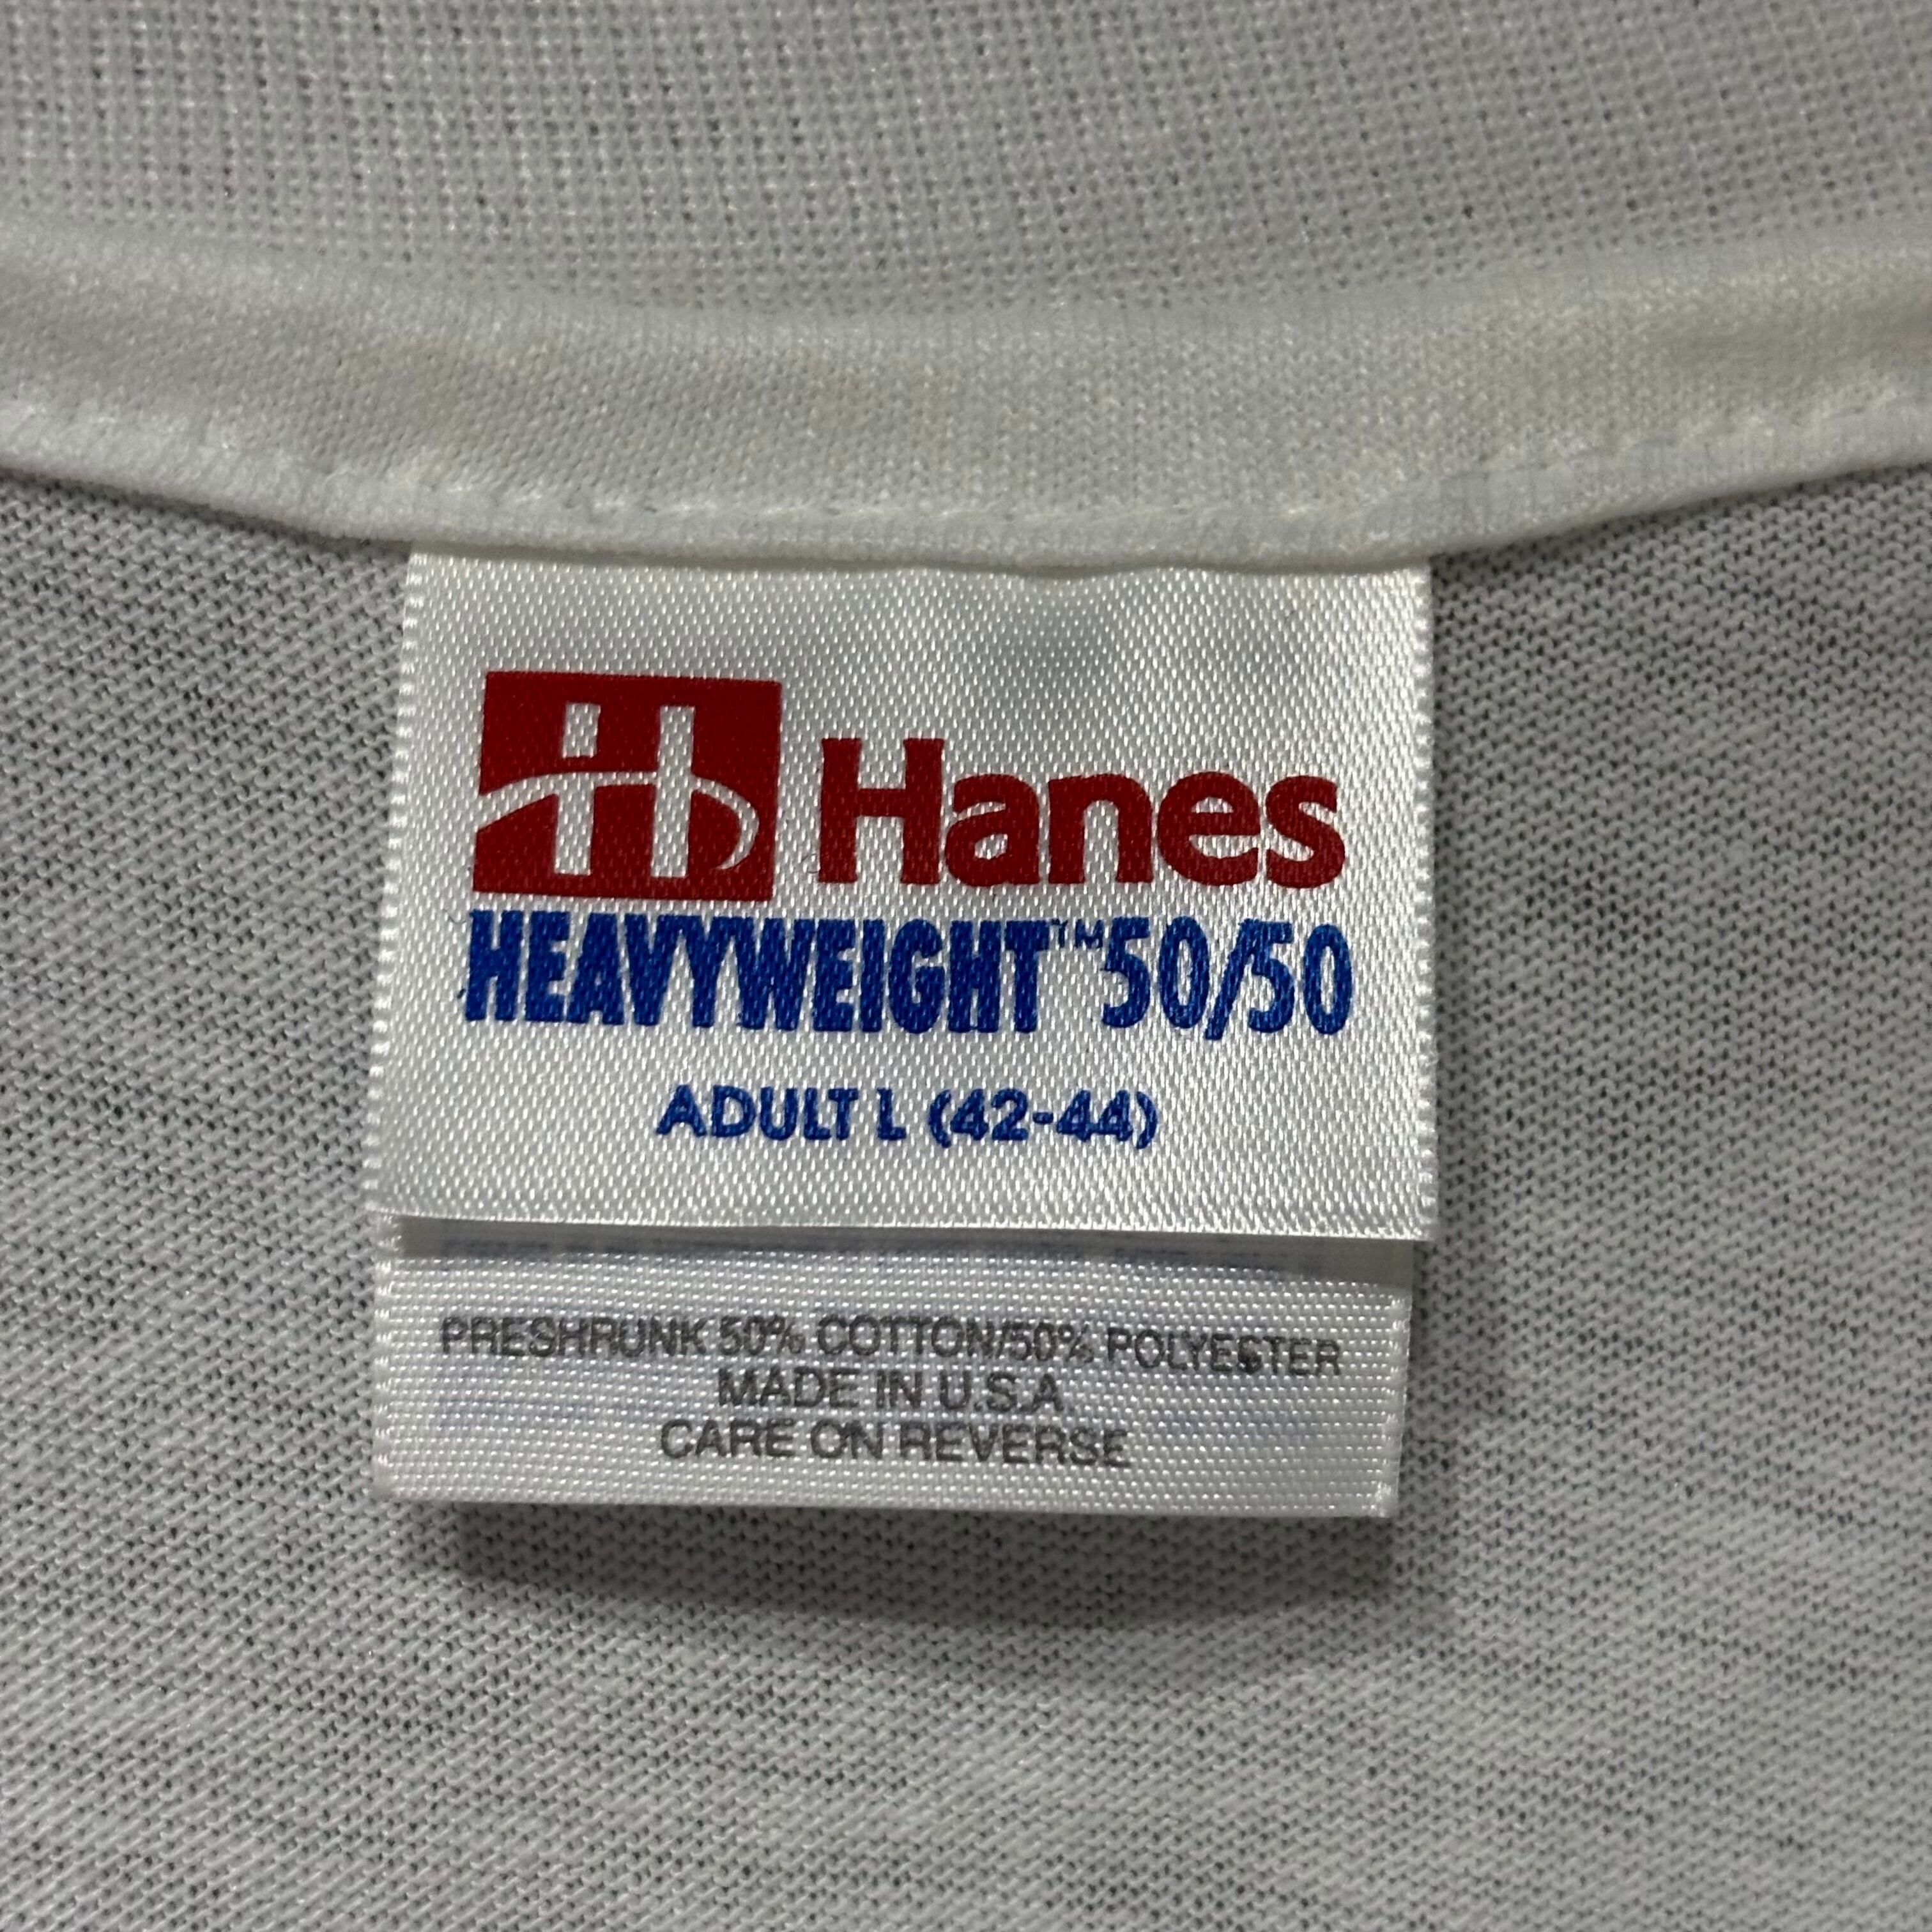 H Hanes
HEAVYWEIGHT™ 50/50
ADULT L (42-44)
PRESHRUNK 50% COTTON/50% POLYESTER
MADE IN U.S.A
CARE ON REVERSE